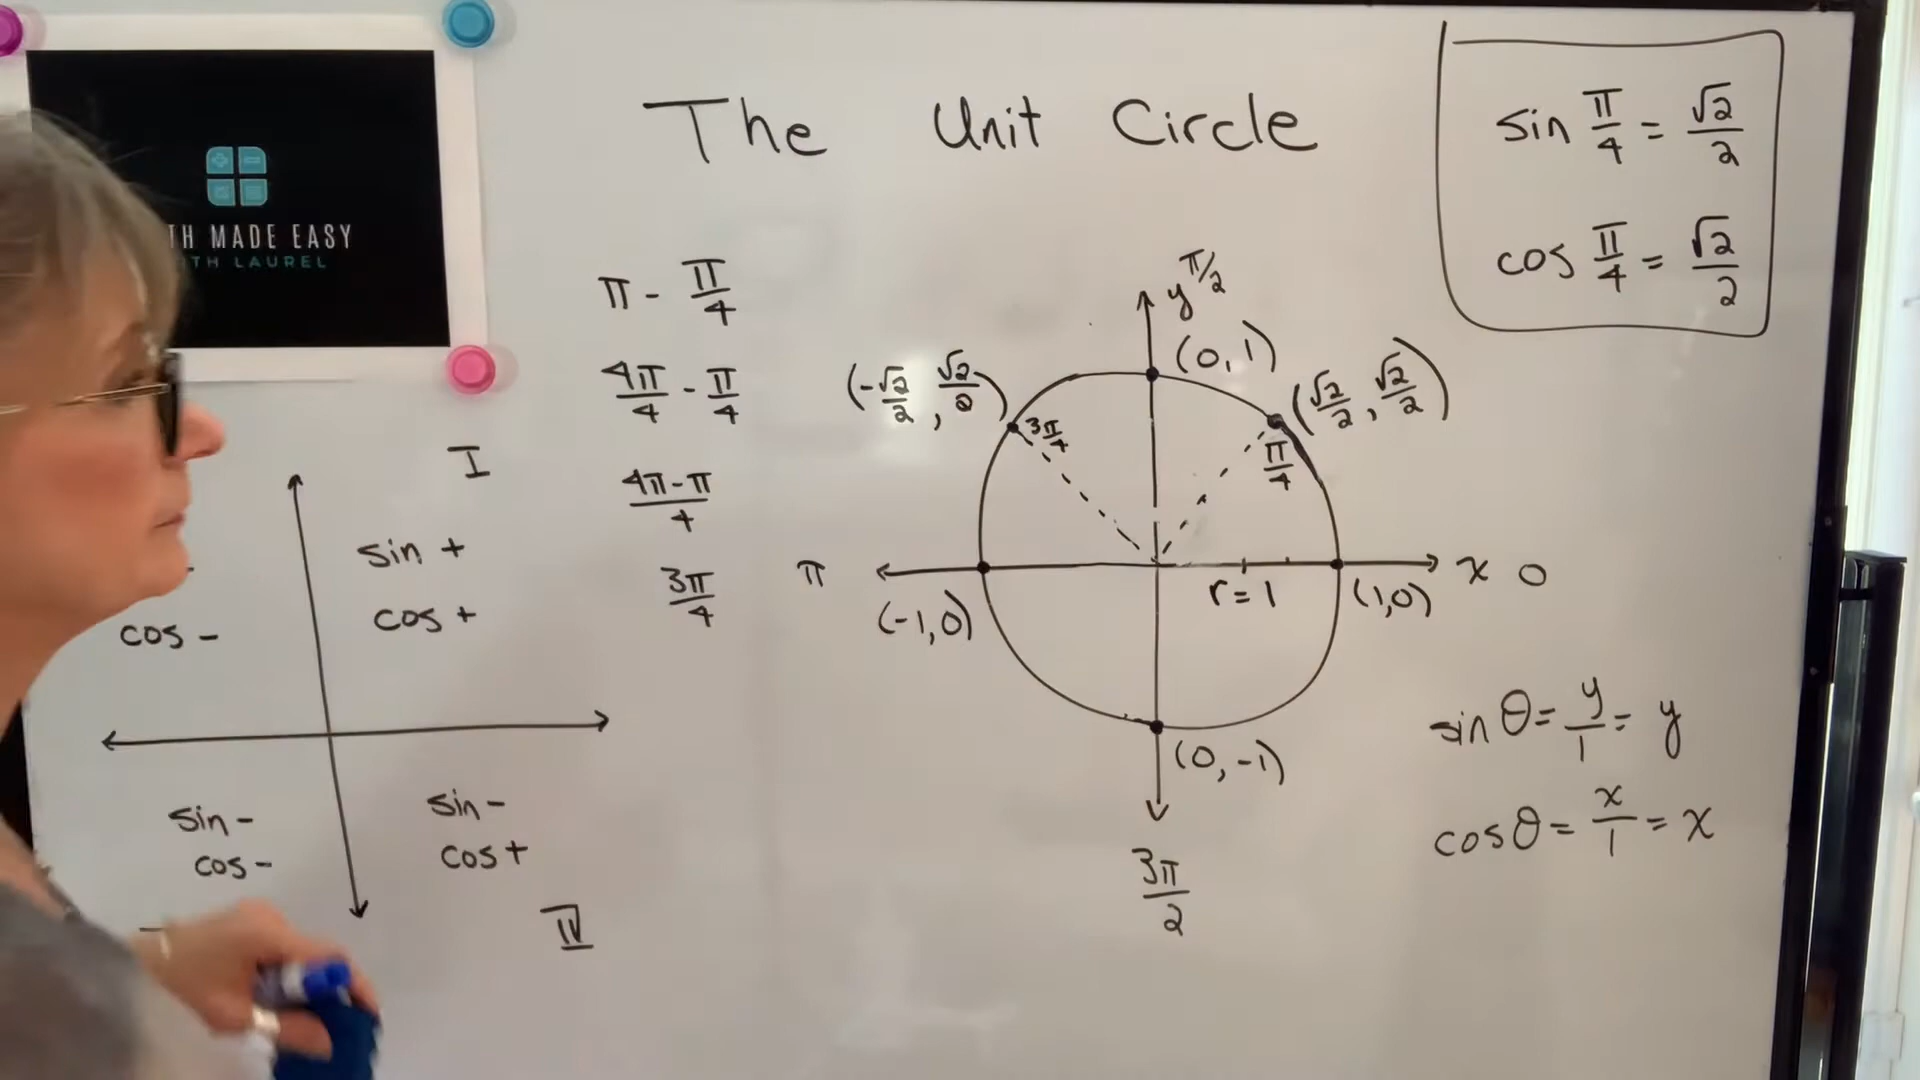 The Unit Circle
TH MADE EASY
TH LAUREL
sin π/4 = √2/2
cos π/4 = √2/2
π - π/4
4π/4 - π/4
4π-π/4
3π/4
I
sin +
cos +
cos -
sin -
cos -
sin -
cos +
IV
y π/2
(0,1)
(-√2/2, √2/2)
3π/4
(√2/2, √2/2)
π/4
π
(-1,0)
r=1
(1,0)
x 0
(0,-1)
3π/2
sin θ = y/1 = y
cos θ = x/1 = x